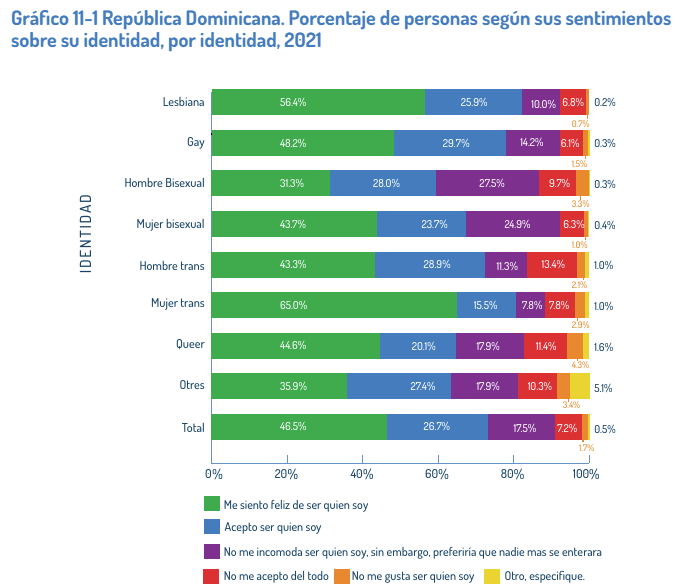 Gráfico 11-1 República Dominicana. Porcentaje de personas según sus sentimientos
sobre su identidad, por identidad, 2021
IDENTIDAD
Lesbiana 56.4% 25.9% 10.0% 6.8% 0.2%
0.7%
Gay 48.2% 29.7% 14.2% 6.1% 0.3%
1.5%
Hombre Bisexual 31.3% 28.0% 27.5% 9.7% 0.3%
3.3%
Mujer bisexual 43.7% 23.7% 24.9% 6.3% 0.4%
1.0%
Hombre trans 43.3% 28.9% 11.3% 13.4% 1.0%
2.1%
Mujer trans 65.0% 15.5% 7.8% 7.8% 1.0%
2.9%
Queer 44.6% 20.1% 17.9% 11.4% 1.6%
4.3%
Otres 35.9% 27.4% 17.9% 10.3% 5.1%
3.4%
Total 46.5% 26.7% 17.5% 7.2% 0.5%
1.7%
0% 20% 40% 60% 80% 100%
Me siento feliz de ser quien soy
Acepto ser quien soy
No me incomoda ser quien soy, sin embargo, preferiría que nadie mas se enterara
No me acepto del todo No me gusta ser quien soy Otro, especifique.